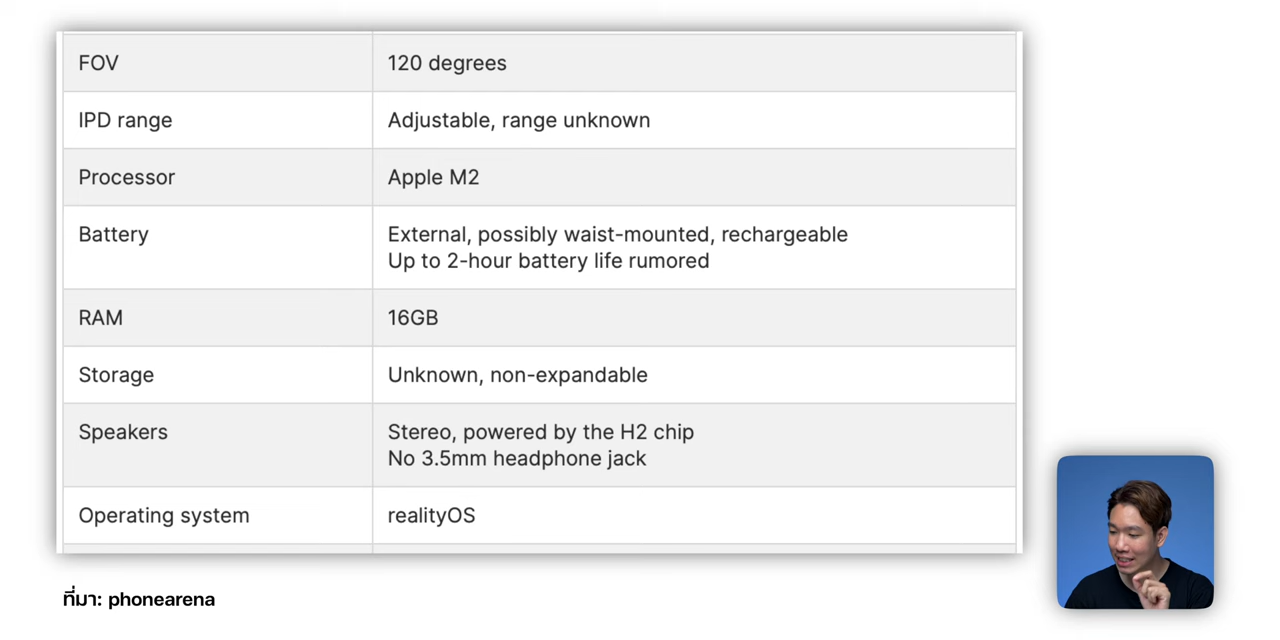 FOV
120 degrees
IPD range
Adjustable, range unknown
Processor
Apple M2
Battery
External, possibly waist-mounted, rechargeable
Up to 2-hour battery life rumored
RAM
16GB
Storage
Unknown, non-expandable
Speakers
Stereo, powered by the H2 chip
No 3.5mm headphone jack
Operating system
realityOS
ที่มา: phonearena